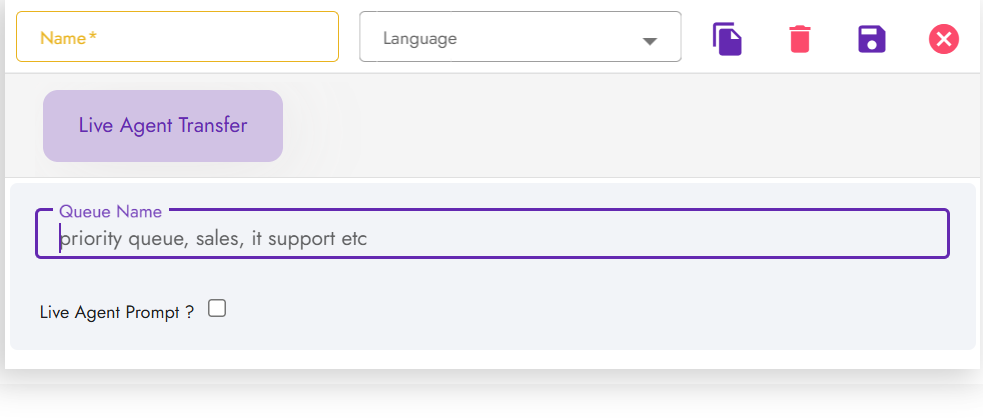 Name*
Language
Live Agent Transfer
Queue Name
priority queue, sales, it support etc
Live Agent Prompt ?